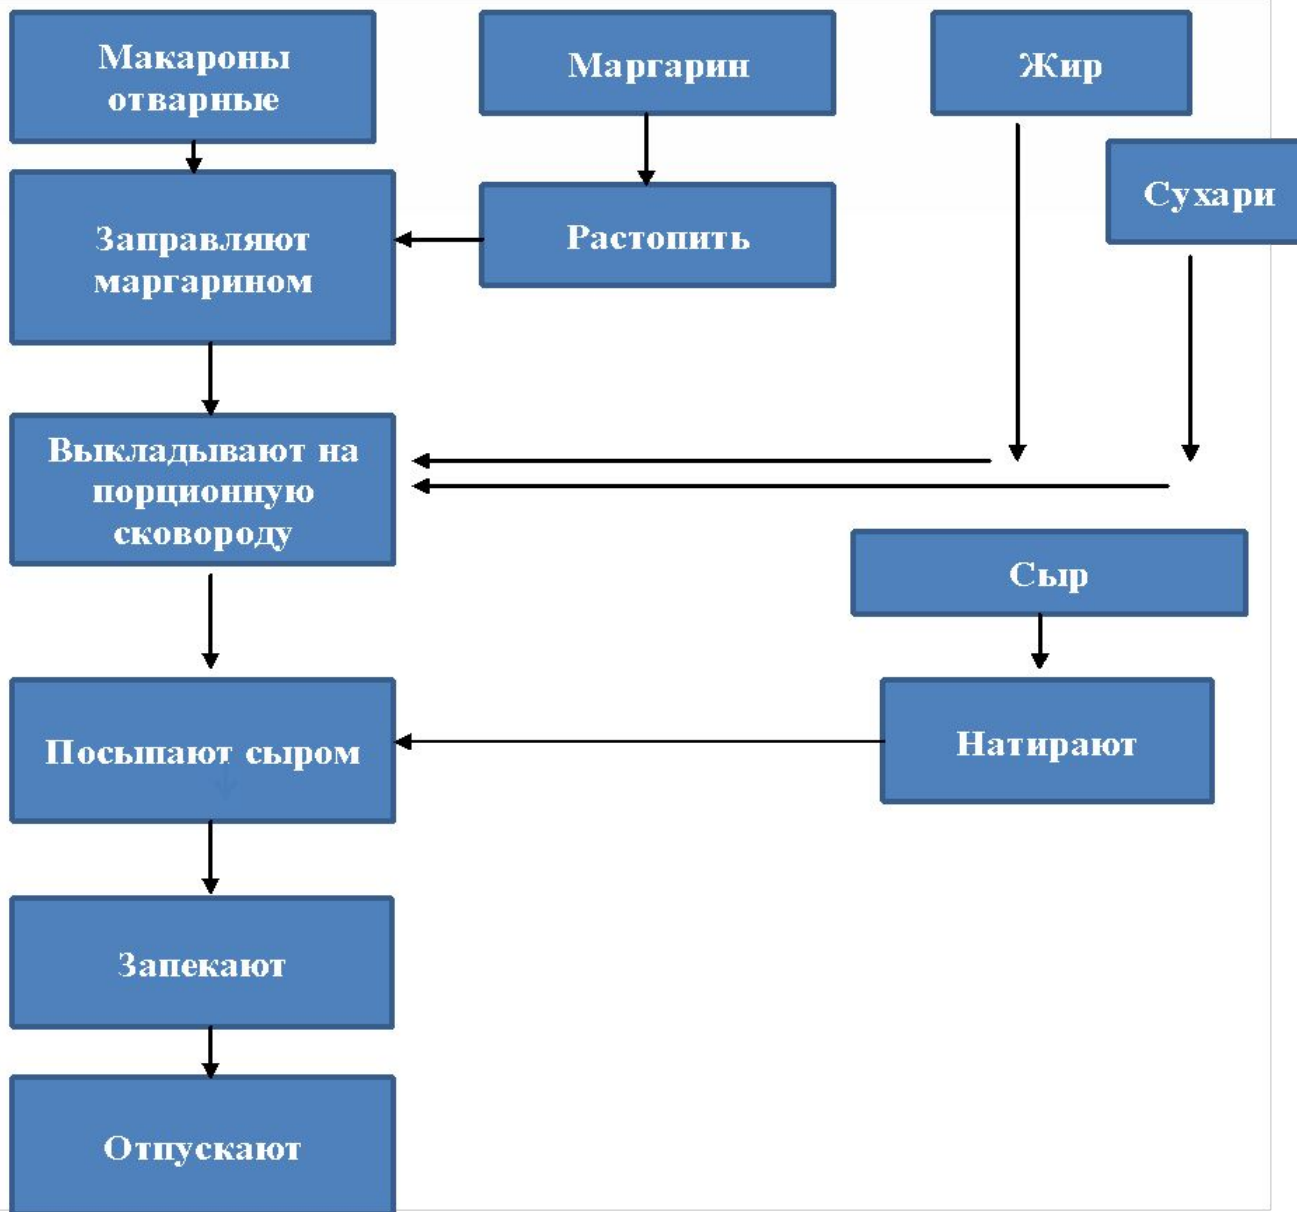 Макароны
отварные
Маргарин
Жир
Сухари
Заправляют
маргарином
Растопить
Выкладывают на
порционную
сковороду
Сыр
Посыпают сыром
Натирают
Запекают
Отпускают